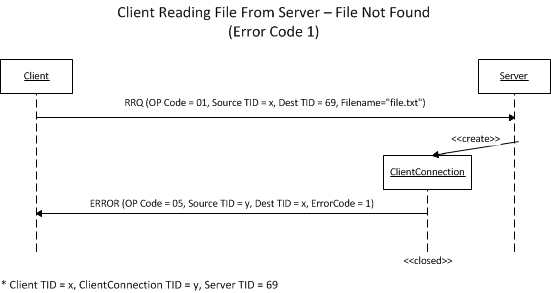 Client Reading File From Server – File Not Found
(Error Code 1)
Client
Server
RRQ (OP Code = 01, Source TID = x, Dest TID = 69, Filename="file.txt")
<<create>>
ClientConnection
ERROR (OP Code = 05, Source TID = y, Dest TID = x, ErrorCode = 1)
<<closed>>
* Client TID = x, ClientConnection TID = y, Server TID = 69